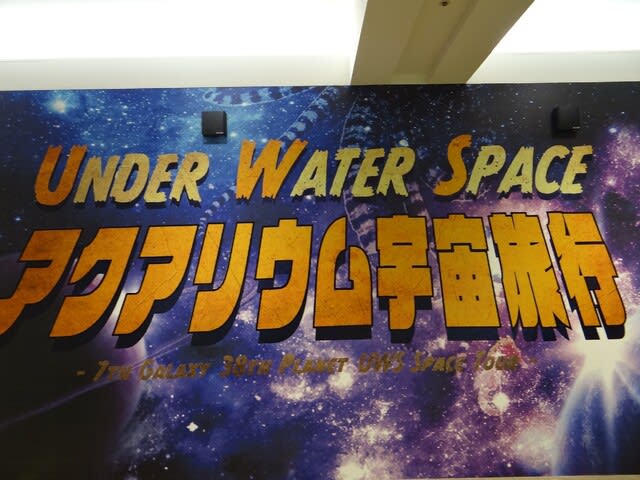 UNDER WATER SPACE
アクアリウム宇宙旅行
- 7TH GALAXY 38TH PLANET UWS SPACE TOUR -